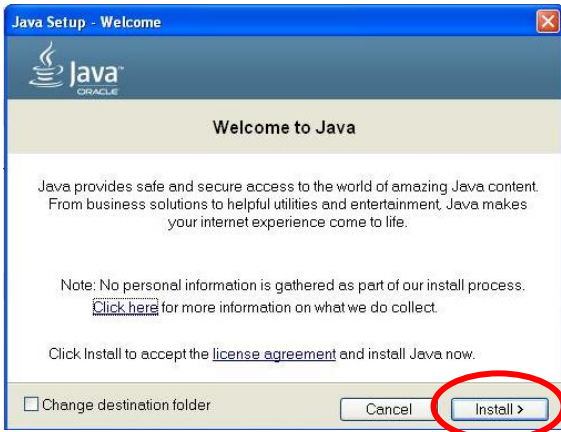 Java Setup - Welcome
Java™
ORACLE
Welcome to Java
Java provides safe and secure access to the world of amazing Java content.
From business solutions to helpful utilities and entertainment, Java makes
your internet experience come to life.
Note: No personal information is gathered as part of our install process.
Click here for more information on what we do collect.
Click Install to accept the license agreement and install Java now.
Change destination folder
Cancel
Install >